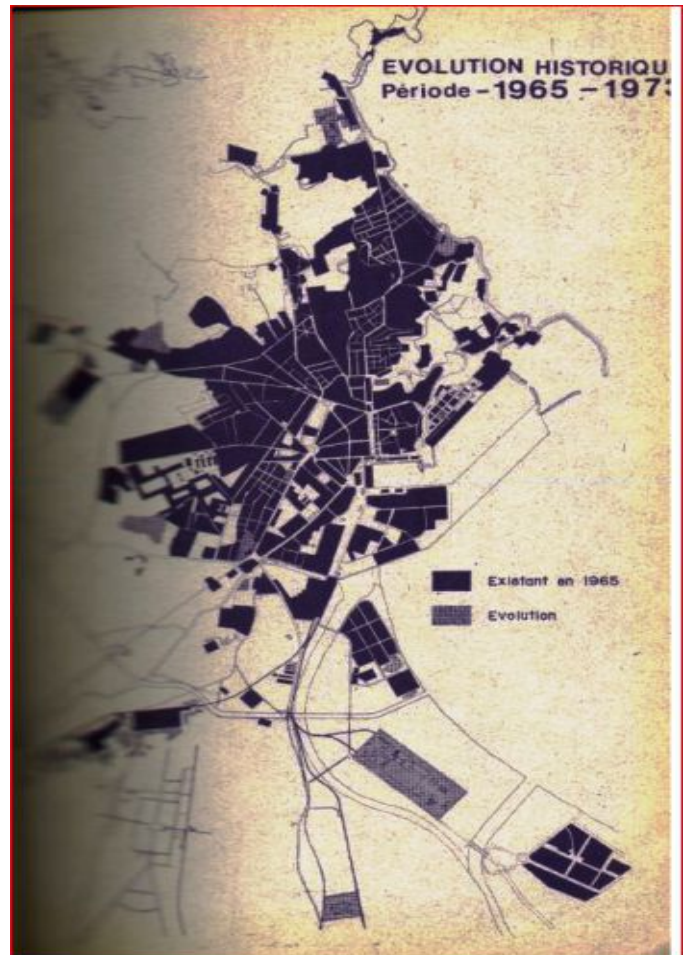 EVOLUTION HISTORIQU
Période - 1965 - 1973
Existant en 1965
Evolution